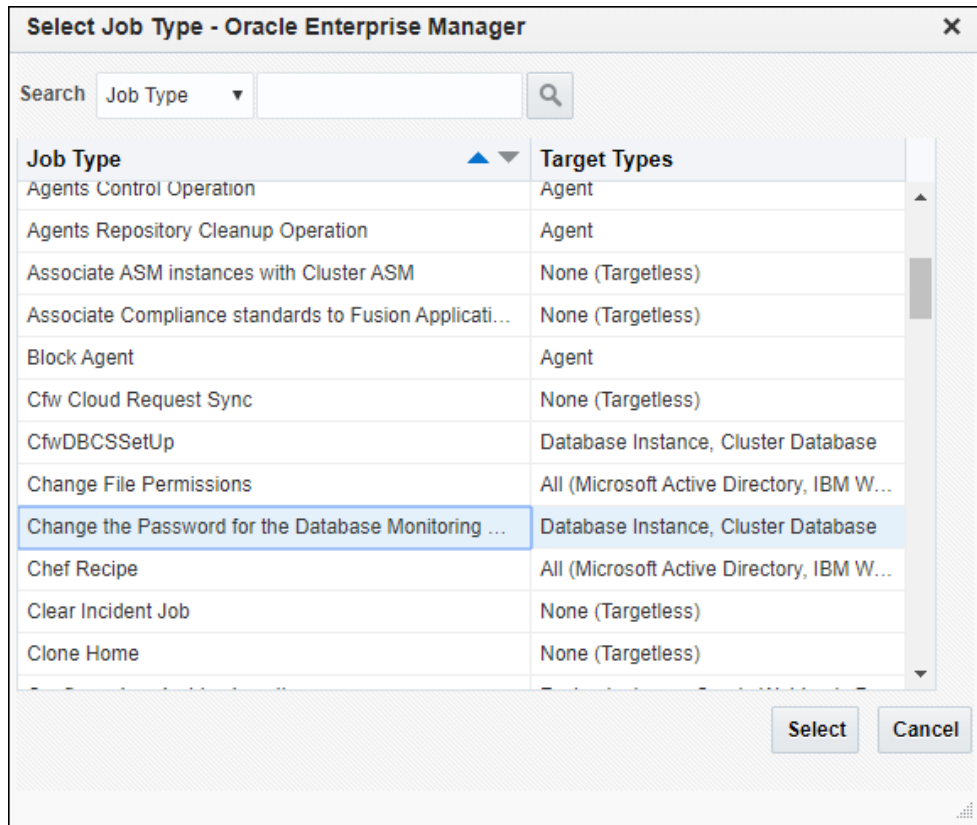 Select Job Type - Oracle Enterprise Manager
Search Job Type
Job Type Target Types
Agents Control Operation Agent
Agents Repository Cleanup Operation Agent
Associate ASM instances with Cluster ASM None (Targetless)
Associate Compliance standards to Fusion Applicati... None (Targetless)
Block Agent Agent
Cfw Cloud Request Sync None (Targetless)
CfwDBCSSetUp Database Instance, Cluster Database
Change File Permissions All (Microsoft Active Directory, IBM W...
Change the Password for the Database Monitoring ... Database Instance, Cluster Database
Chef Recipe All (Microsoft Active Directory, IBM W...
Clear Incident Job None (Targetless)
Clone Home None (Targetless)
Select Cancel